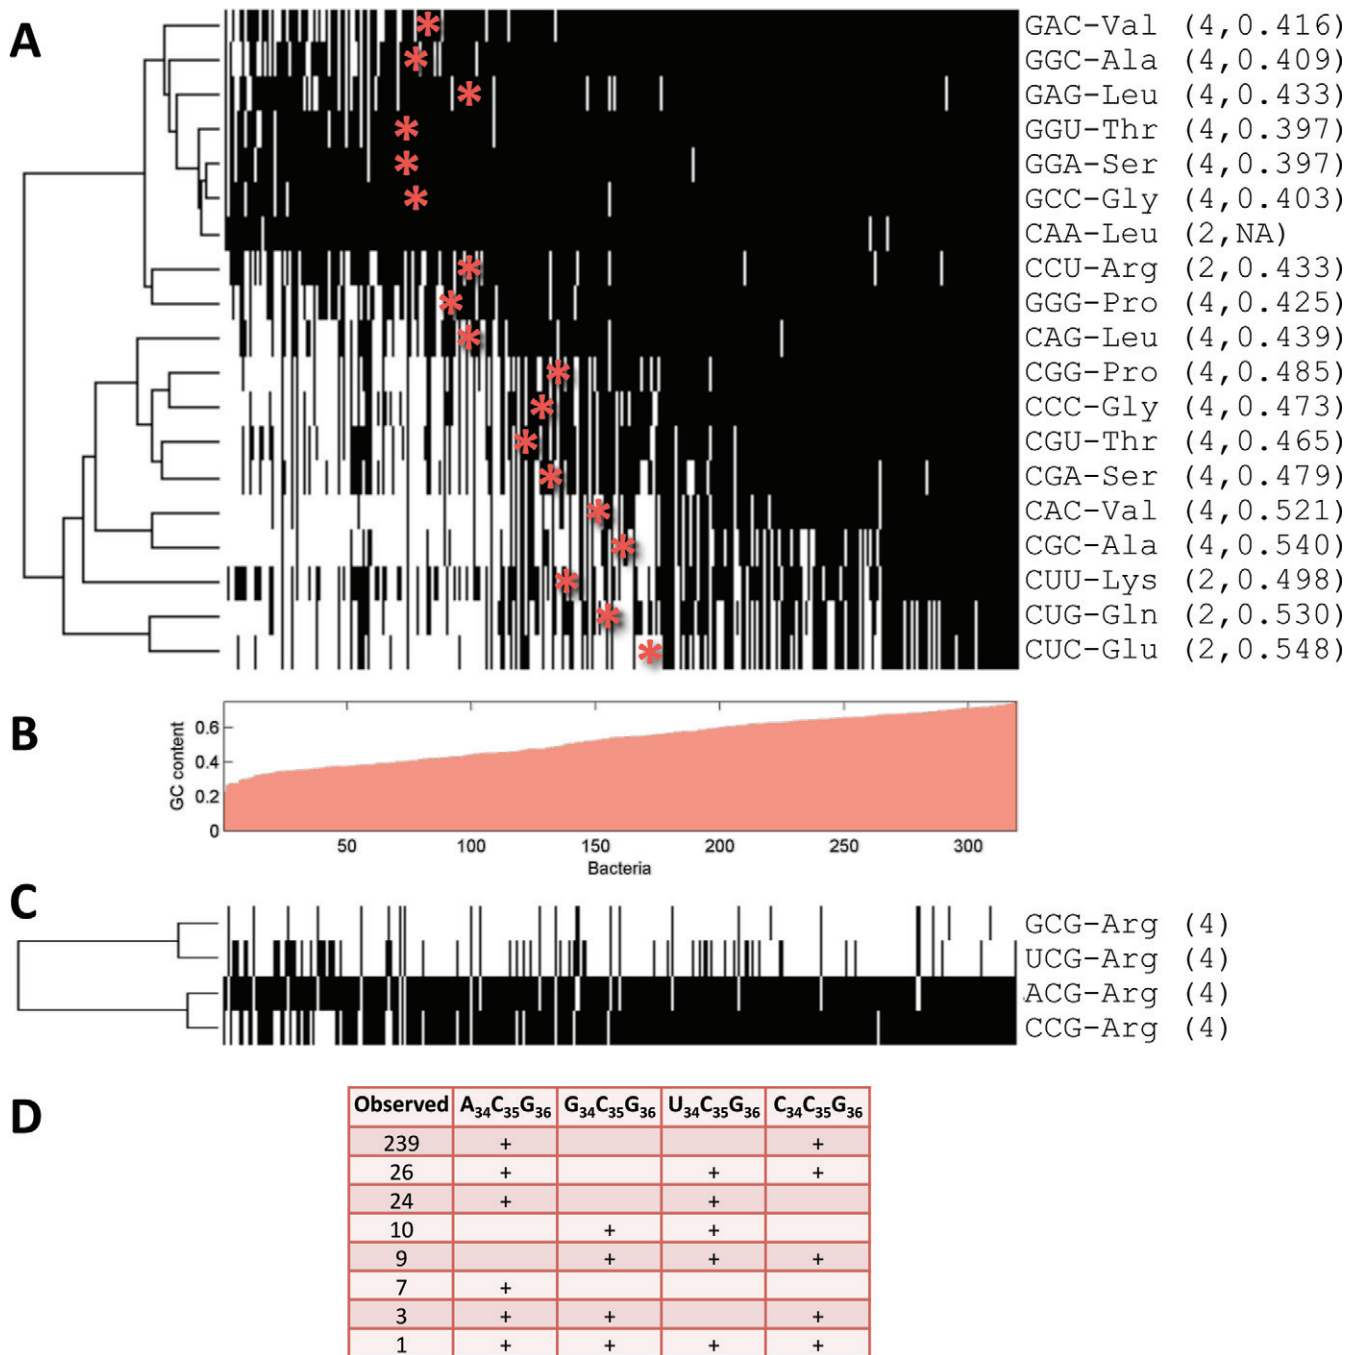 A
GAC-Val (4,0.416)
GGC-Ala (4,0.409)
GAG-Leu (4,0.433)
GGU-Thr (4,0.397)
GGA-Ser (4,0.397)
GCC-Gly (4,0.403)
CAA-Leu (2,NA)
CCU-Arg (2,0.433)
GGG-Pro (4,0.425)
CAG-Leu (4,0.439)
CGG-Pro (4,0.485)
CCC-Gly (4,0.473)
CGU-Thr (4,0.465)
CGA-Ser (4,0.479)
CAC-Val (4,0.521)
CGC-Ala (4,0.540)
CUU-Lys (2,0.498)
CUG-Gln (2,0.530)
CUC-Glu (2,0.548)
B
GC content
0.6
0.4
0.2
0
50 100 150 200 250 300
Bacteria
C
GCG-Arg (4)
UCG-Arg (4)
ACG-Arg (4)
CCG-Arg (4)
D
Observed A₃₄C₃₅G₃₆ G₃₄C₃₅G₃₆ U₃₄C₃₅G₃₆ C₃₄C₃₅G₃₆
239 + +
26 + + +
24 + +
10 + +
9 + + +
7 +
3 + + +
1 + + + +